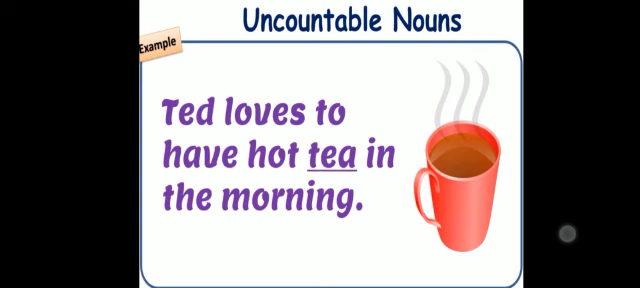 Uncountable Nouns
Example
Ted loves to
have hot tea in
the morning.